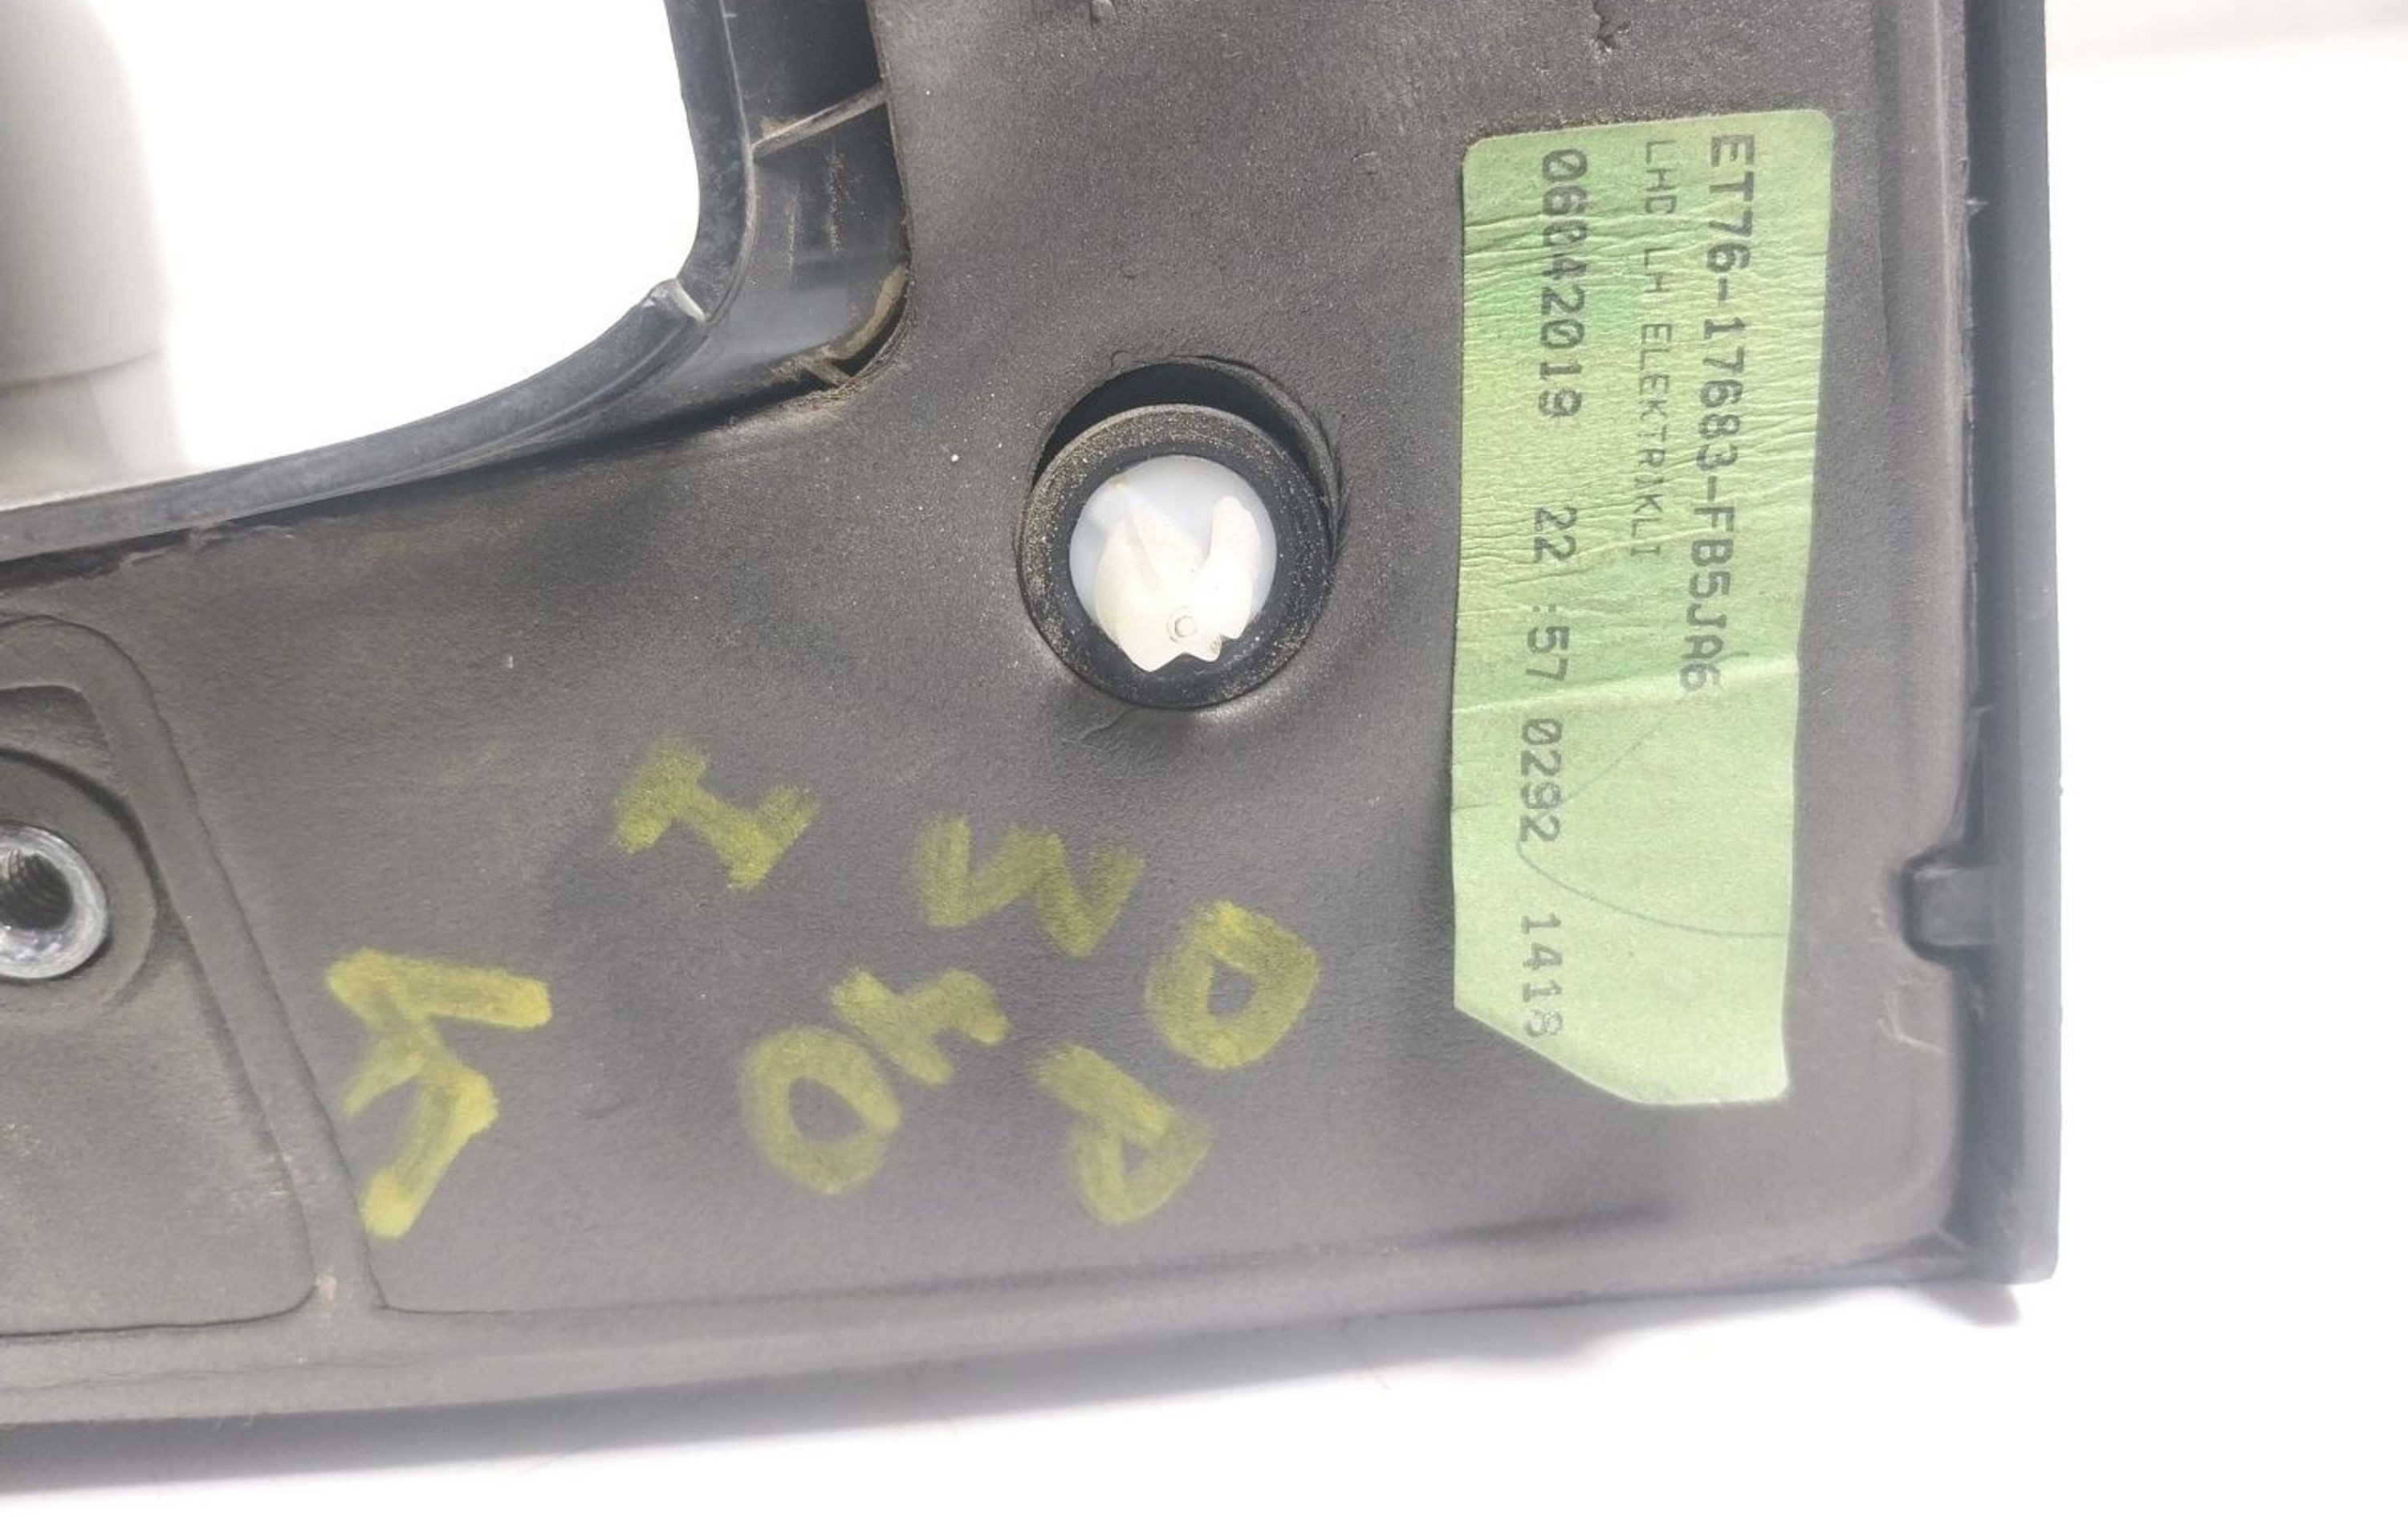 ET76-17683-FB5JA6
LHD LH ELEKTRIKLI
06042019 22:57 0292 1418